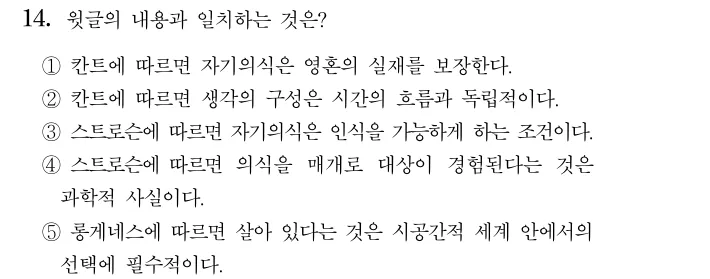 14. 윗글의 내용과 일치하는 것은?
① 칸트에 따르면 자기의식은 영혼의 실재를 보장한다.
② 칸트에 따르면 생각의 구성은 시간의 흐름과 독립적이다.
③ 스트로슨에 따르면 자기의식은 인식을 가능하게 하는 조건이다.
④ 스트로슨에 따르면 의식을 매개로 대상이 경험된다는 것은
과학적 사실이다.
⑤ 롱게네스에 따르면 살아 있다는 것은 시공간적 세계 안에서의
선택에 필수적이다.